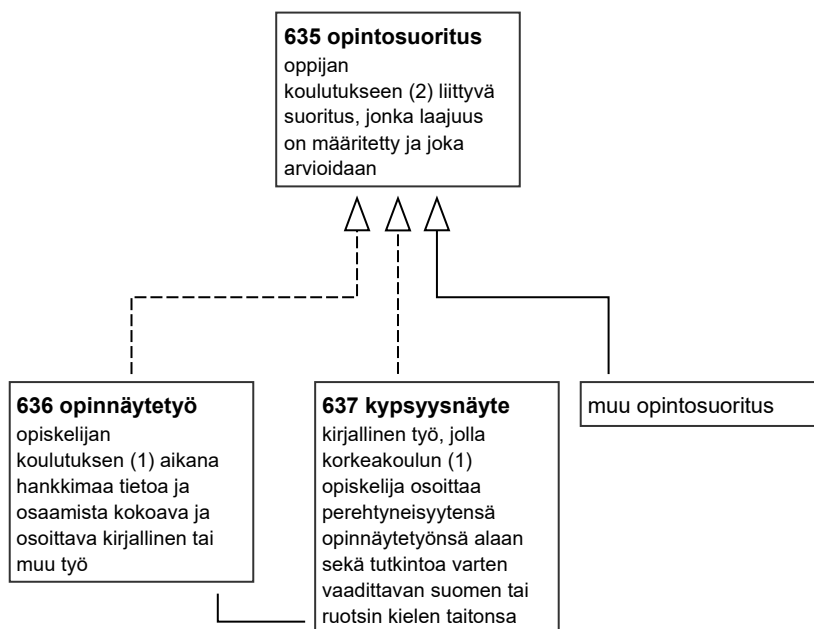 635 opintosuoritus
oppijan
koulutukseen (2) liittyvä
suoritus, jonka laajuus
on määritetty ja joka
arvioidaan
636 opinnäytetyö
opiskelijan
koulutuksen (1) aikana
hankkimaa tietoa ja
osaamista kokoava ja
osoittava kirjallinen tai
muu työ
637 kypsyysnäyte
kirjallinen työ, jolla
korkeakoulun (1)
opiskelija osoittaa
perehtyneisyytensä
opinnäytetyönsä alaan
sekä tutkintoa varten
vaadittavan suomen tai
ruotsin kielen taitonsa
muu opintosuoritus